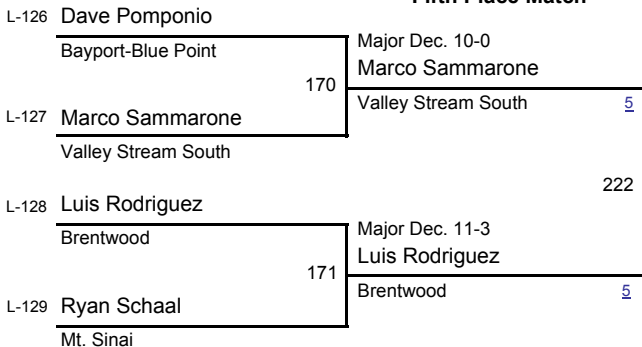 Fifth Place Match
L-126 Dave Pomponio
Bayport-Blue Point
Major Dec. 10-0
Marco Sammarone
170
Valley Stream South 5
L-127 Marco Sammarone
Valley Stream South
222
L-128 Luis Rodriguez
Brentwood
Major Dec. 11-3
Luis Rodriguez
171
Brentwood 5
L-129 Ryan Schaal
Mt. Sinai